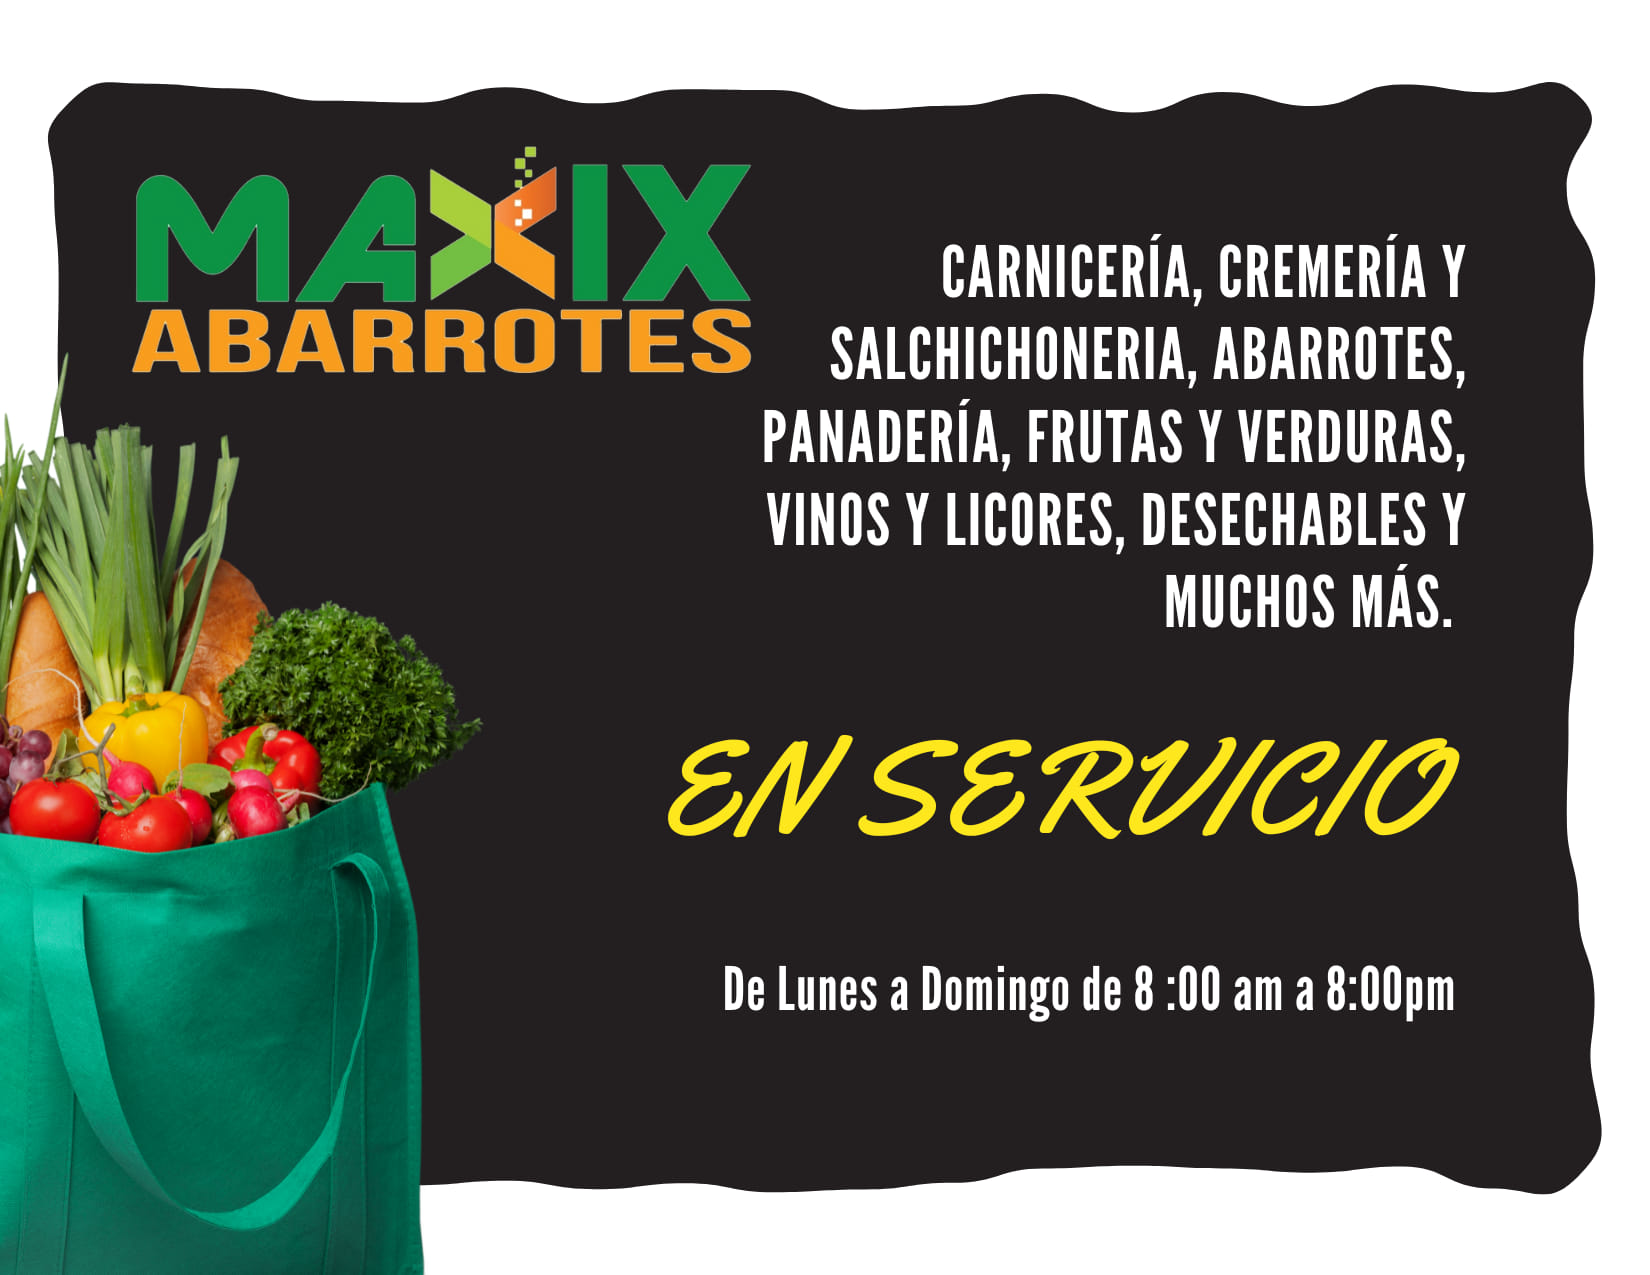 MAXIX
ABARROTES
CARNICERÍA, CREMERÍA Y
SALCHICHONERIA, ABARROTES,
PANADERÍA, FRUTAS Y VERDURAS,
VINOS Y LICORES, DESECHABLES Y
MUCHOS MÁS.
EN SERVICIO
De Lunes a Domingo de 8 :00 am a 8:00pm